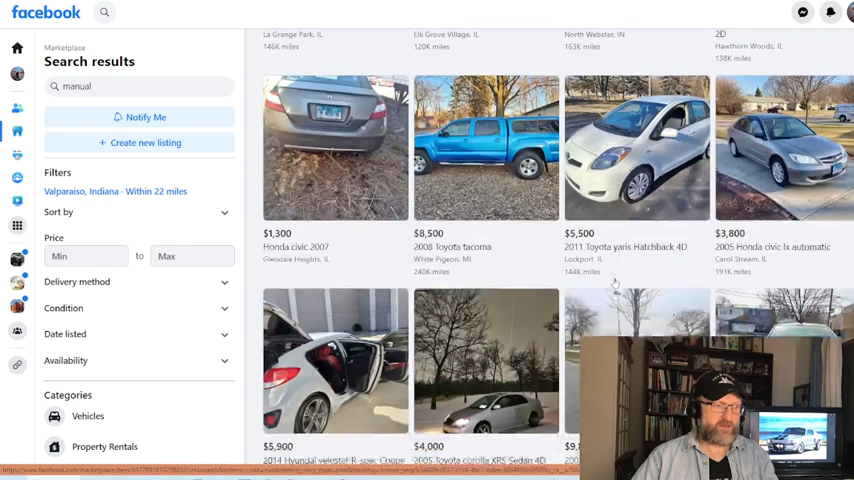 facebook
La Grange Park, IL
Elk Grove Village, IL
North Webster, IN
2D
146K miles
120K miles
163K miles
Hawthorn Woods, IL
138K miles
Marketplace
Search results
manual
Notify Me
+ Create new listing
Filters
Valparaiso, Indiana · Within 22 miles
Sort by
Price
Min
to
Max
Delivery method
Condition
Date listed
Availability
Categories
Vehicles
Property Rentals
$1,300
Honda civic 2007
Glendale Heights, IL
$8,500
2008 Toyota tacoma
White Pigeon, MI
240K miles
$5,500
2011 Toyota yaris Hatchback 4D
Lockport, IL
144K miles
$3,800
2005 Honda civic lx automatic
Carol Stream, IL
191K miles
$5,900
2014 Hyundai veloster R-spec Coupe
$4,000
2005 Toyota corolla XRS Sedan 4D